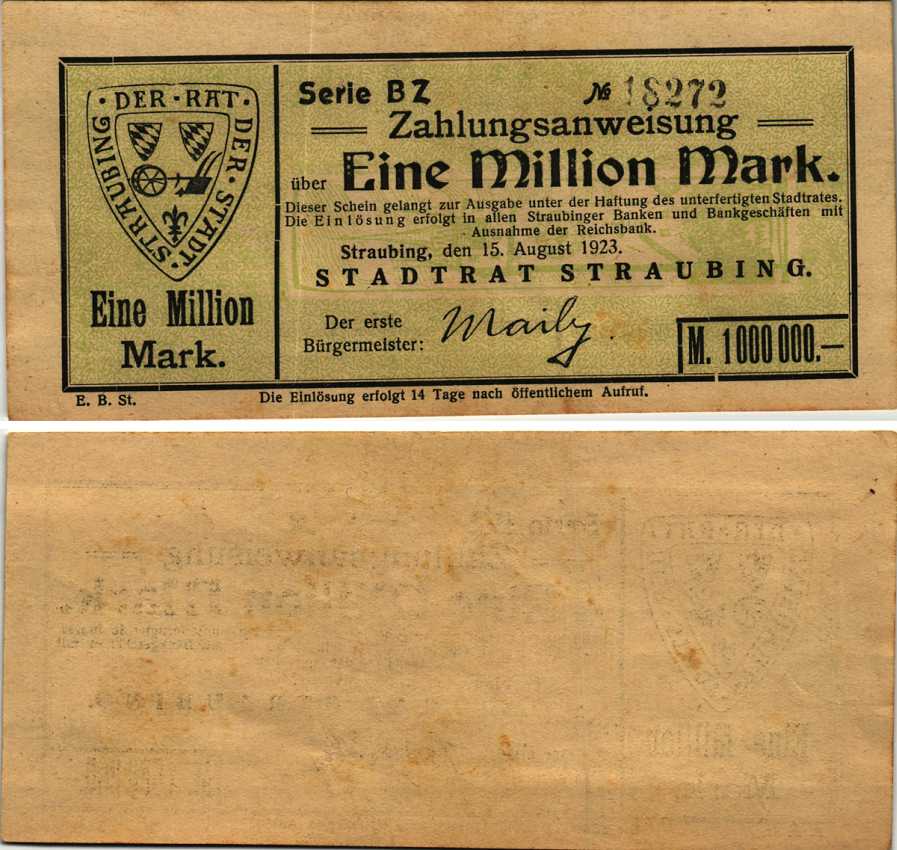 DER · RAT · DER · STADT · STRAUBING
Eine Million
Mark.
Serie BZ № 18272
Zahlungsanweisung
über Eine Million Mark.
Dieser Schein gelangt zur Ausgabe unter der Haftung des unterfertigten Stadtrates.
Die Einlösung erfolgt in allen Straubinger Banken und Bankgeschäften mit
Ausnahme der Reichsbank.
Straubing, den 15. August 1923.
STADTRAT STRAUBING.
Der erste
Bürgermeister:
M. 1000000.—
E. B. St.
Die Einlösung erfolgt 14 Tage nach öffentlichem Aufruf.